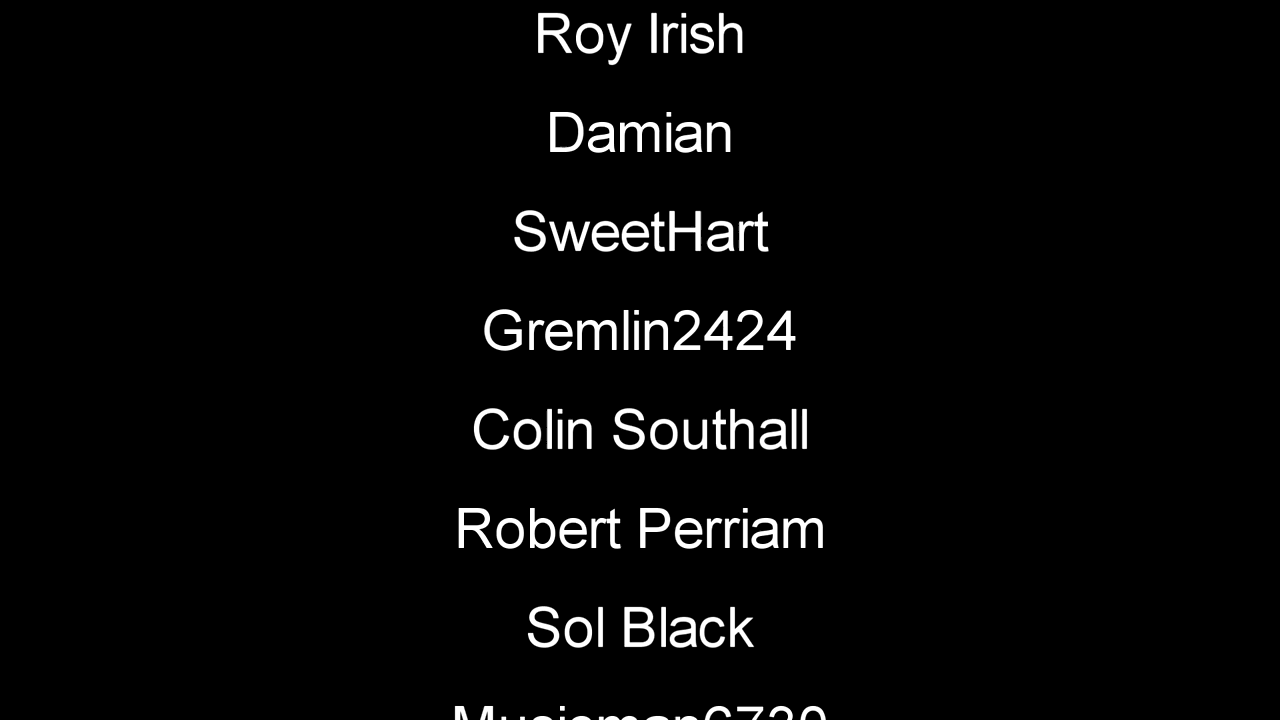 Roy Irish
Damian
SweetHart
Gremlin2424
Colin Southall
Robert Perriam
Sol Black